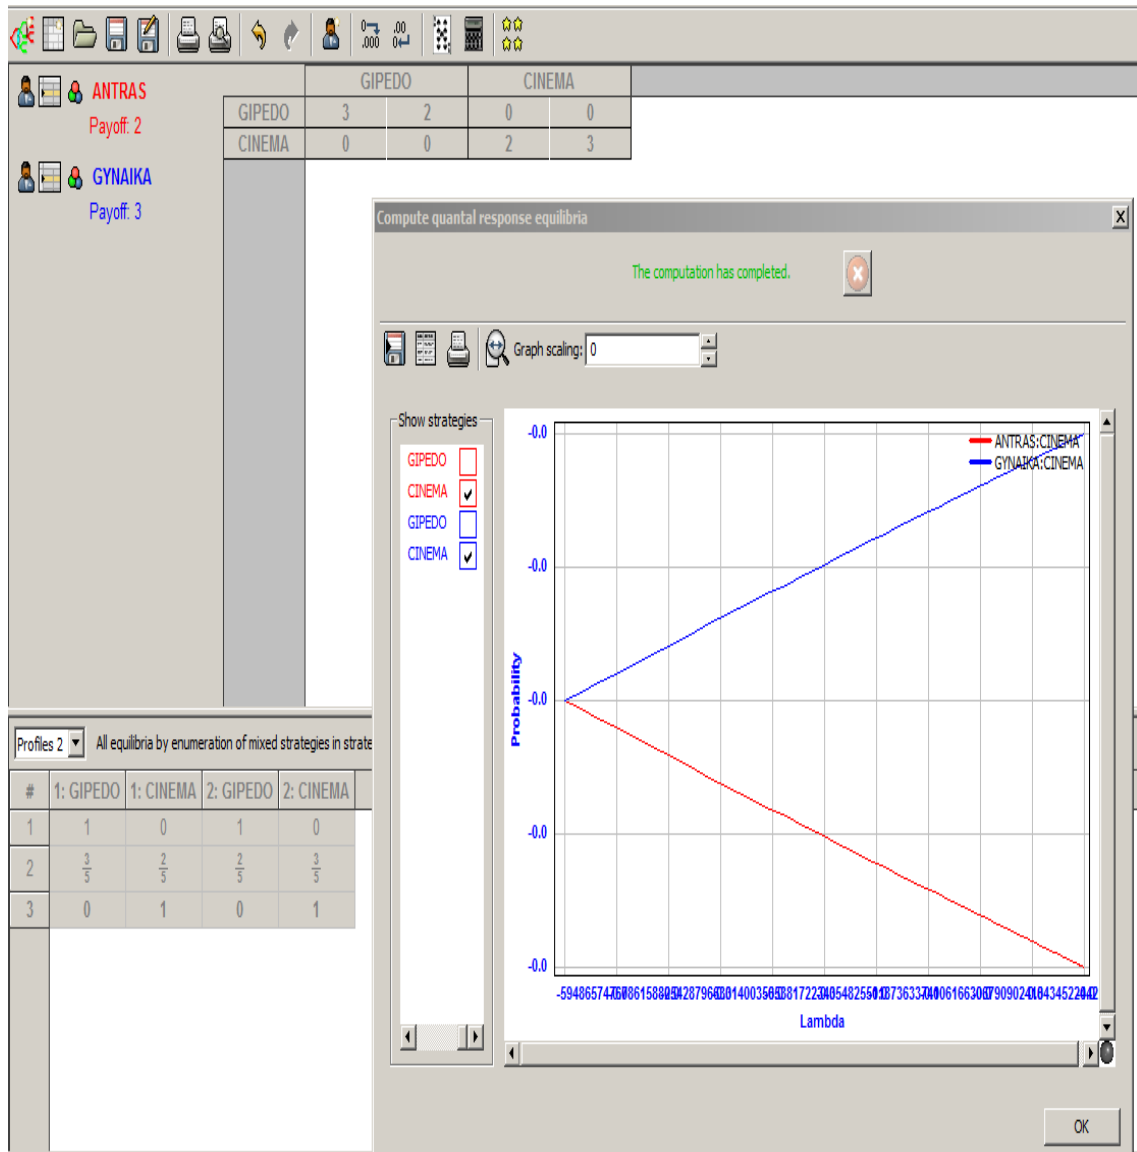 ANTRAS
Payoff: 2
GYNAIKA
Payoff: 3
GIPEDO CINEMA
GIPEDO 3 2 0 0
CINEMA 0 0 2 3
Compute quantal response equilibria
The computation has completed.
Graph scaling: 0
Show strategies
GIPEDO
CINEMA
GIPEDO
CINEMA
ANTRAS:CINEMA
GYNAIKA:CINEMA
-0.0
-0.0
-0.0
-0.0
-0.0
Probability
Lambda
OK
Profiles 2 All equilibria by enumeration of mixed strategies in strate
# 1: GIPEDO 1: CINEMA 2: GIPEDO 2: CINEMA
1 1 0 1 0
2 3/5 2/5 2/5 3/5
3 0 1 0 1